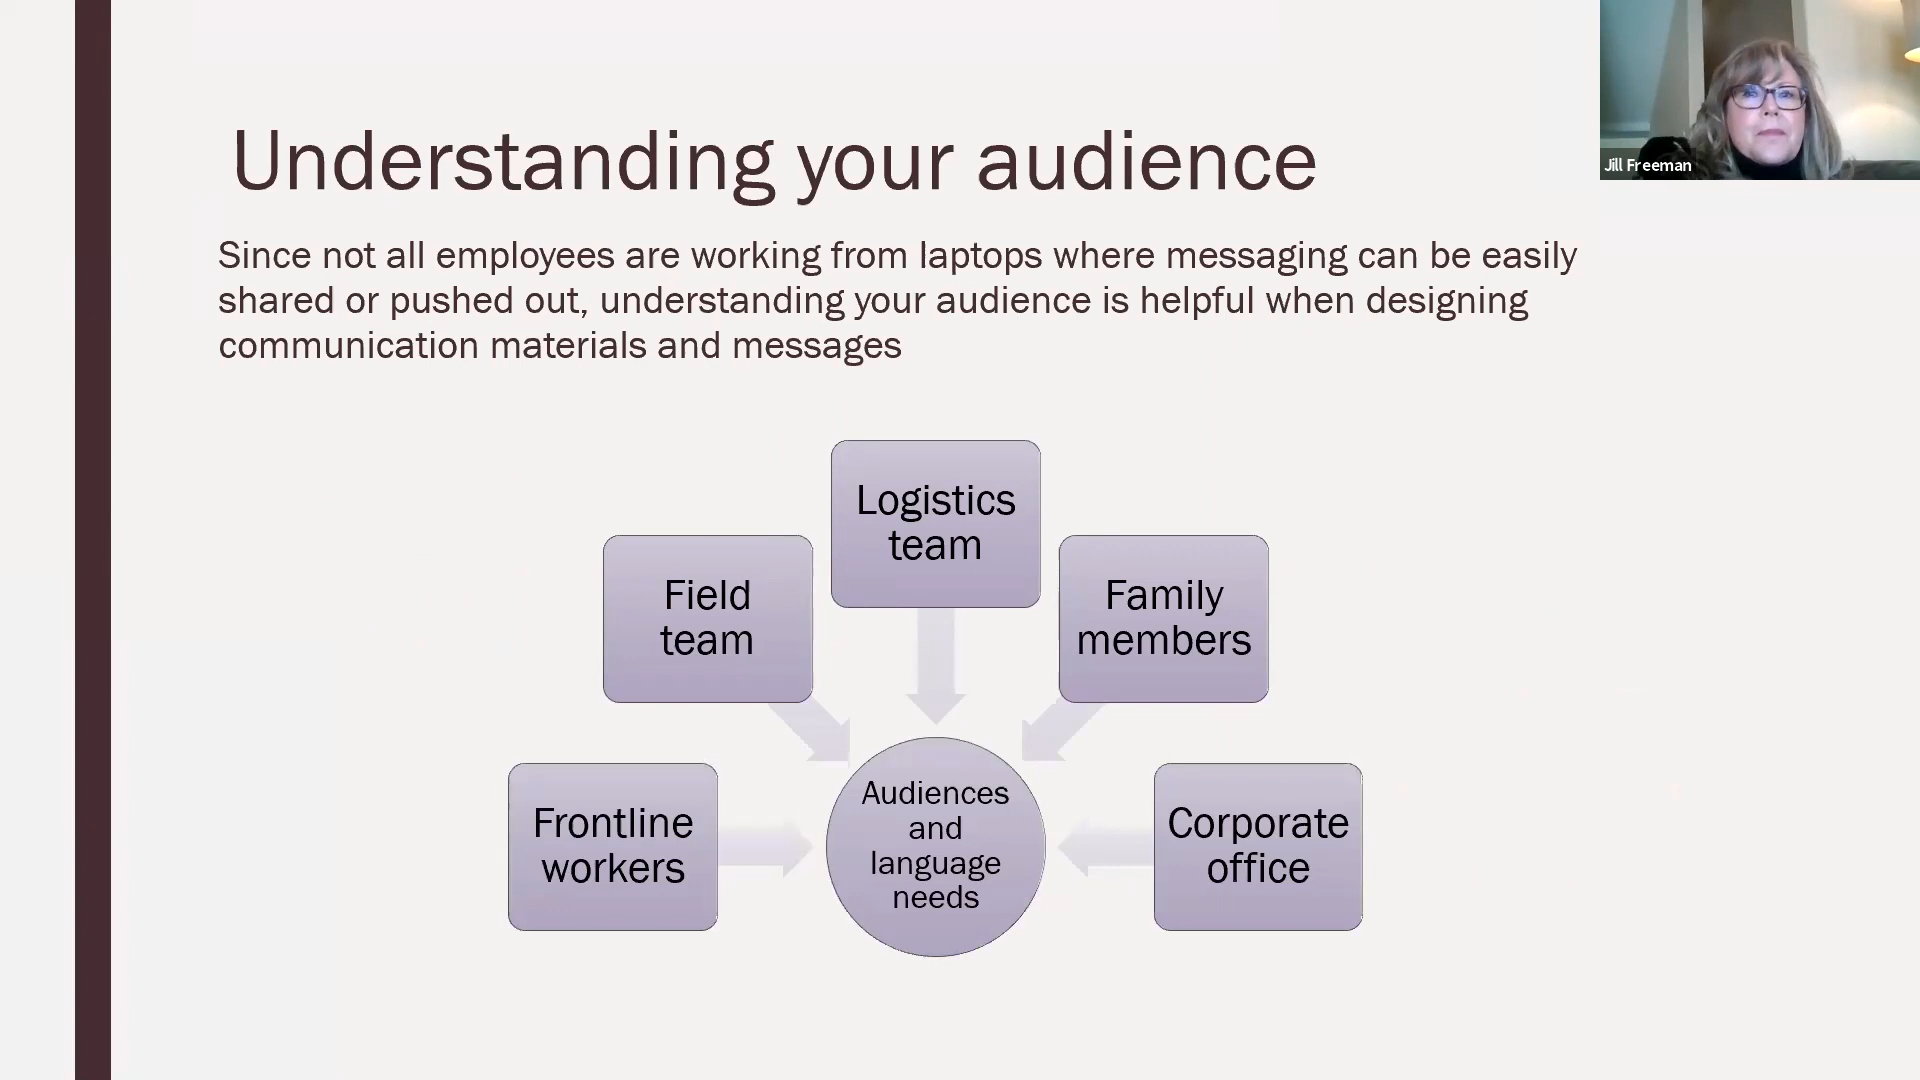 Understanding your audience
Jill Freeman
Since not all employees are working from laptops where messaging can be easily
shared or pushed out, understanding your audience is helpful when designing
communication materials and messages
Logistics
team
Field
team
Family
members
Frontline
workers
Audiences
and
language
needs
Corporate
office